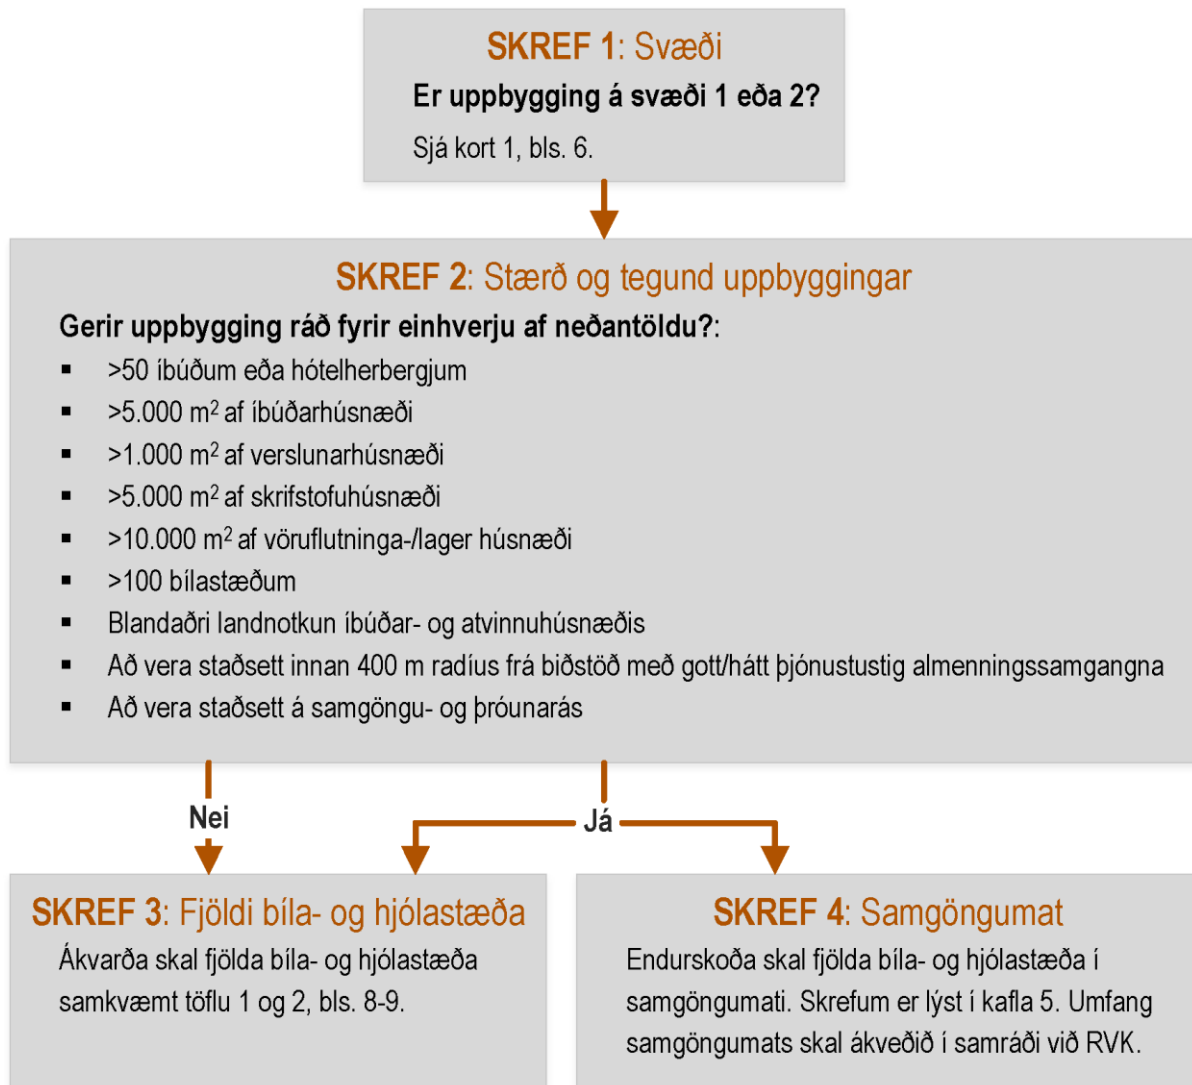 SKREF 1: Svæði
Er uppbygging á svæði 1 eða 2?
Sjá kort 1, bls. 6.
SKREF 2: Stærð og tegund uppbyggingar
Gerir uppbygging ráð fyrir einhverju af neðantöldu?:
▪ >50 íbúðum eða hótelherbergjum
▪ >5.000 m² af íbúðarhúsnæði
▪ >1.000 m² af verslunarhúsnæði
▪ >5.000 m² af skrifstofuhúsnæði
▪ >10.000 m² af vöruflutninga-/lager húsnæði
▪ >100 bílastæðum
▪ Blandaðri landnotkun íbúðar- og atvinnuhúsnæðis
▪ Að vera staðsett innan 400 m radíus frá biðstöð með gott/hátt þjónustustig almenningssamgangna
▪ Að vera staðsett á samgöngu- og þróunarás
Nei
Já
SKREF 3: Fjöldi bíla- og hjólastæða
Ákvarða skal fjölda bíla- og hjólastæða
samkvæmt töflu 1 og 2, bls. 8-9.
SKREF 4: Samgöngumat
Endurskoða skal fjölda bíla- og hjólastæða í
samgöngumati. Skrefum er lýst í kafla 5. Umfang
samgöngumats skal ákveðið í samráði við RVK.